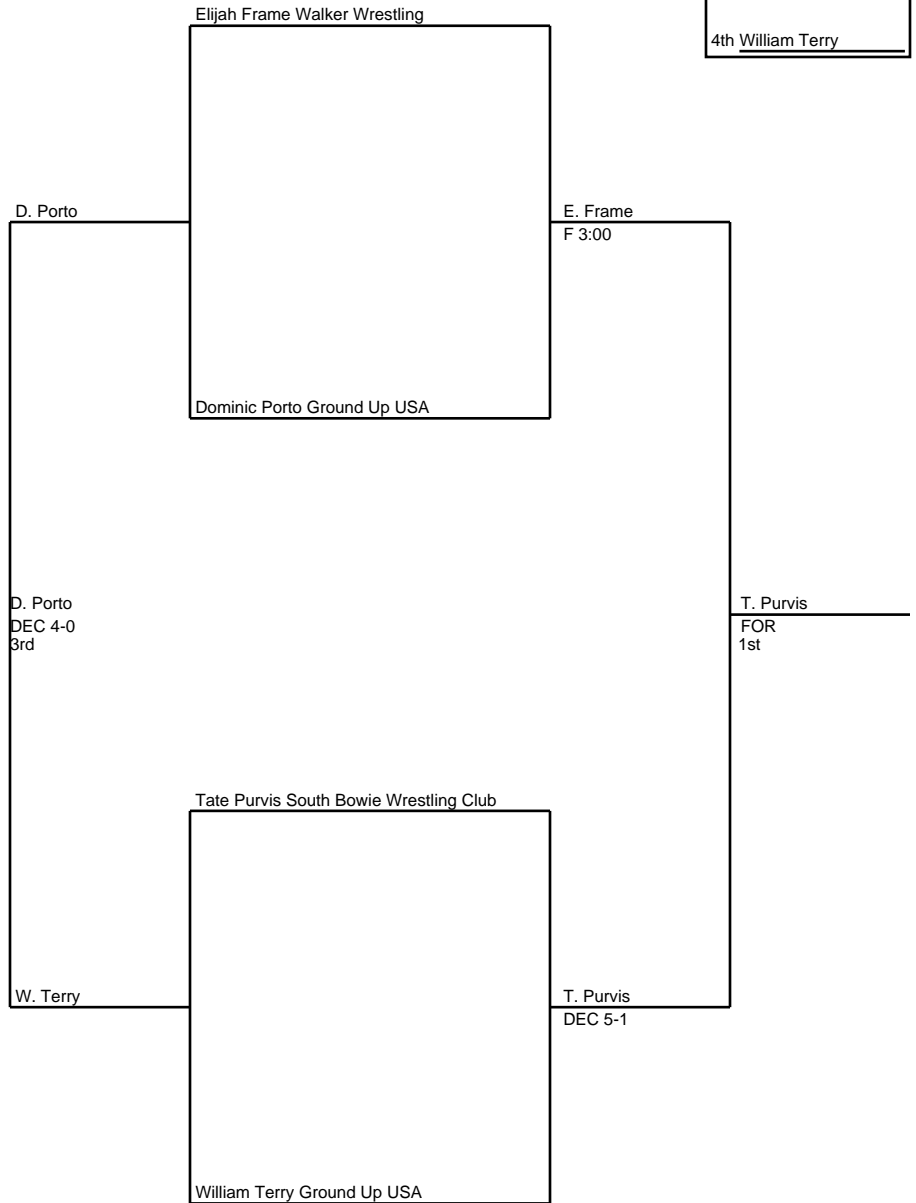 Elijah Frame Walker Wrestling
4th William Terry
D. Porto
E. Frame
F 3:00
Dominic Porto Ground Up USA
D. Porto
DEC 4-0
3rd
T. Purvis
FOR
1st
Tate Purvis South Bowie Wrestling Club
W. Terry
T. Purvis
DEC 5-1
William Terry Ground Up USA